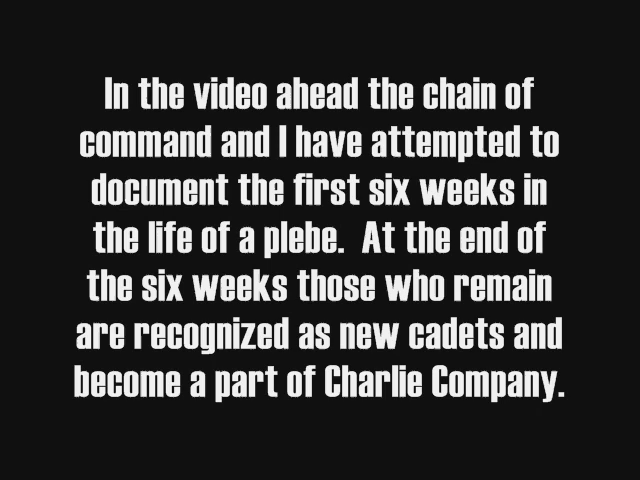 In the video ahead the chain of
command and I have attempted to
document the first six weeks in
the life of a plebe.  At the end of
the six weeks those who remain
are recognized as new cadets and
become a part of Charlie Company.